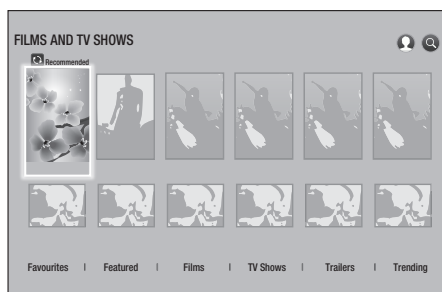 FILMS AND TV SHOWS
Recommended
Favourites | Featured | Films | TV Shows | Trailers | Trending